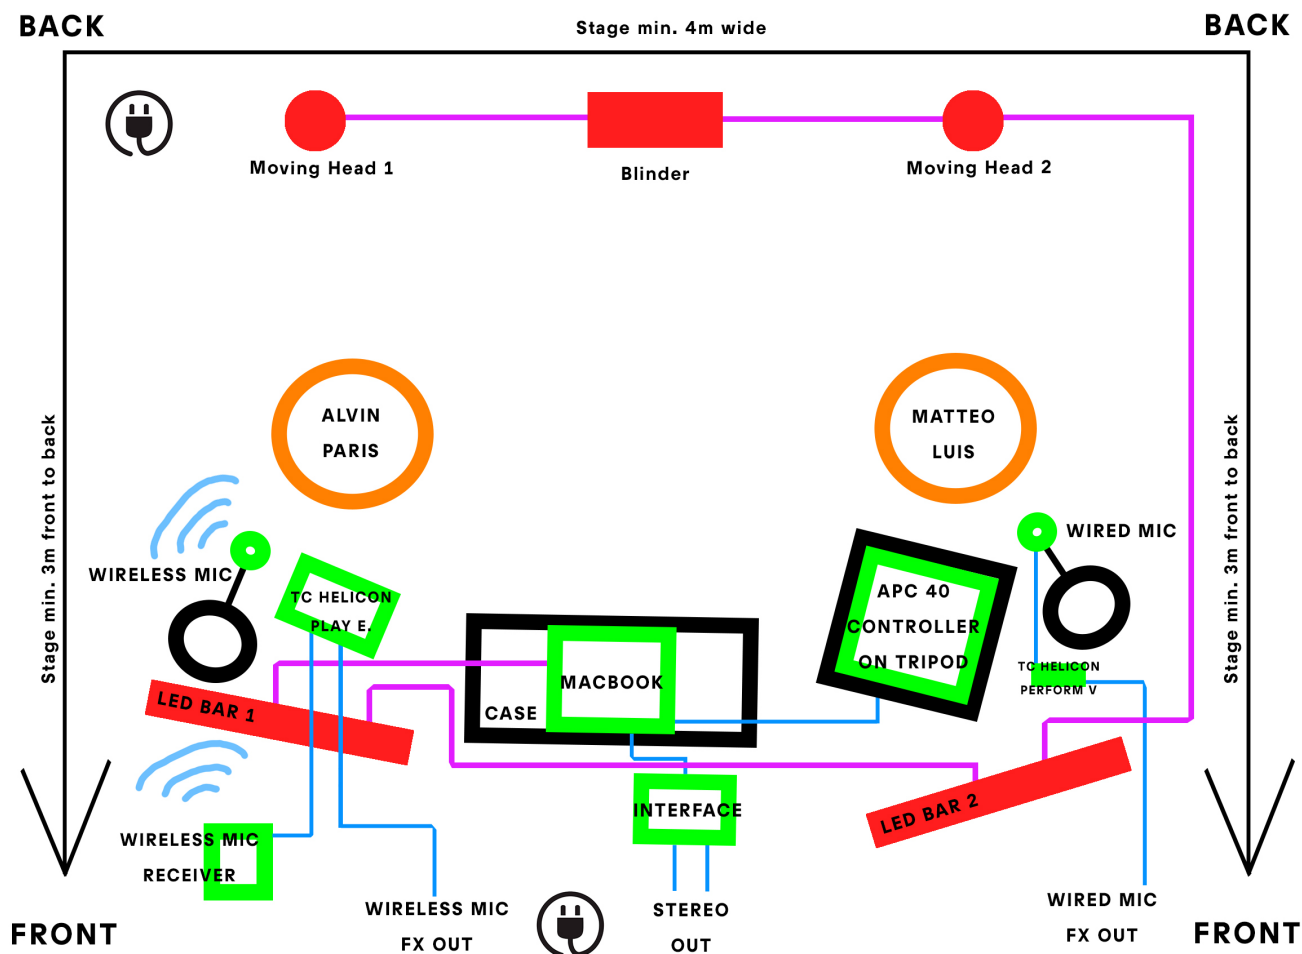 BACK
Stage min. 4m wide
BACK
Moving Head 1
Blinder
Moving Head 2
Stage min. 3m front to back
ALVIN
PARIS
MATTEO
LUIS
Stage min. 3m front to back
WIRELESS MIC
TC HELICON
PLAY E.
WIRED MIC
APC 40
CONTROLLER
ON TRIPOD
TC HELICON
PERFORM V
MACBOOK
CASE
LED BAR 1
INTERFACE
LED BAR 2
WIRELESS MIC
RECEIVER
WIRELESS MIC
FX OUT
STEREO
OUT
WIRED MIC
FX OUT
FRONT
FRONT